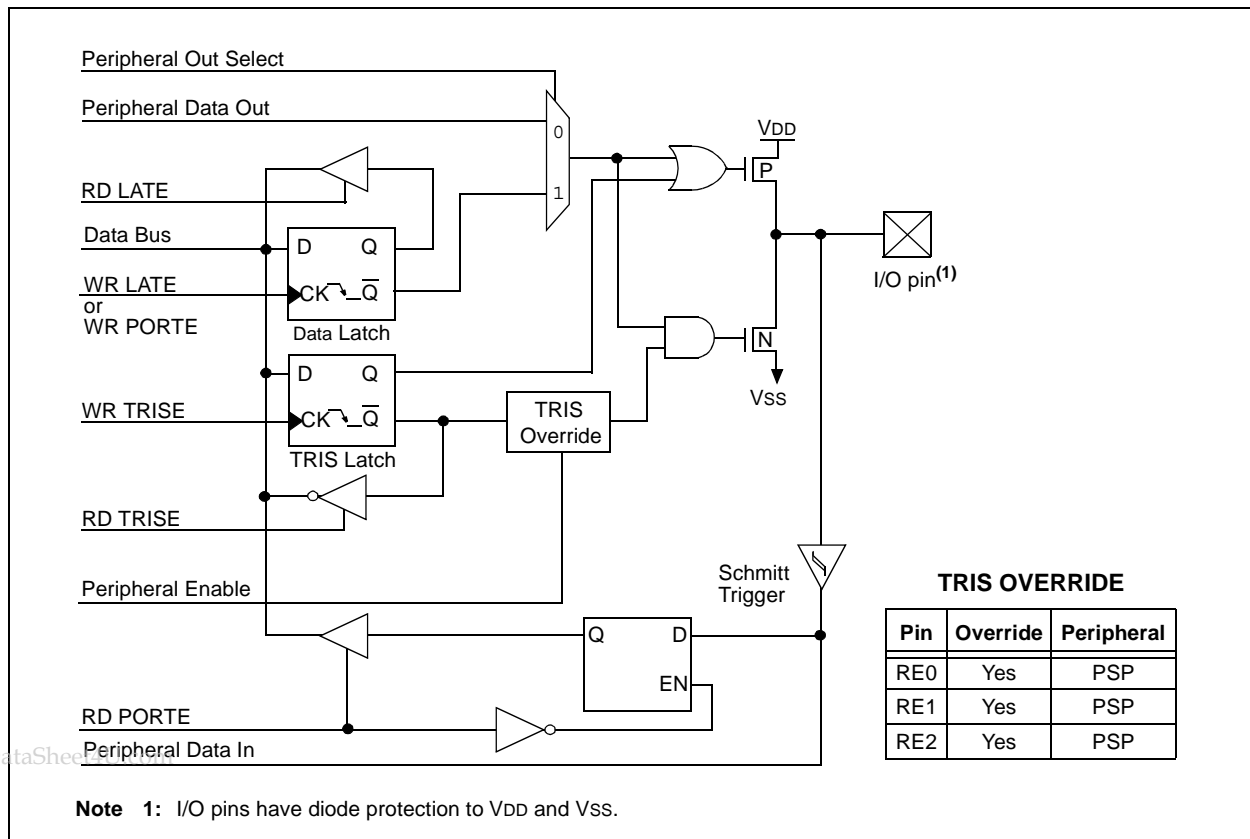 Peripheral Out Select
Peripheral Data Out
0
1
VDD
P
RD LATE
Data Bus
D Q
WR LATE
or
WR PORTE
CK Q̅
Data Latch
I/O pin(1)
N
VSS
D Q
WR TRISE
CK Q̅
TRIS Latch
TRIS
Override
RD TRISE
Peripheral Enable
Schmitt
Trigger
Q D
EN
RD PORTE
Peripheral Data In
TRIS OVERRIDE
Pin Override Peripheral
RE0 Yes PSP
RE1 Yes PSP
RE2 Yes PSP
ataSheet4U.com
Note 1: I/O pins have diode protection to VDD and VSS.